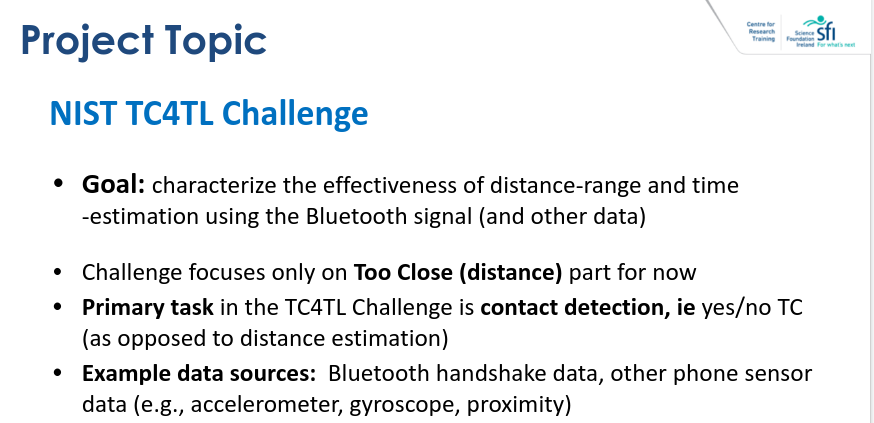 Project Topic
Centre for
Research
Training
Science
Foundation
Ireland
sfi
For what's next
NIST TC4TL Challenge
• Goal: characterize the effectiveness of distance-range and time
-estimation using the Bluetooth signal (and other data)
• Challenge focuses only on Too Close (distance) part for now
• Primary task in the TC4TL Challenge is contact detection, ie yes/no TC
(as opposed to distance estimation)
• Example data sources: Bluetooth handshake data, other phone sensor
data (e.g., accelerometer, gyroscope, proximity)